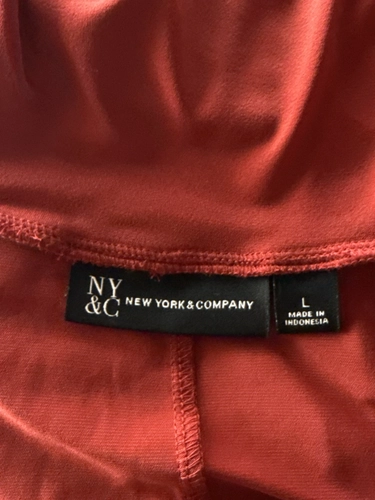 NY
&C NEW YORK & COMPANY
L
MADE IN
INDONESIA